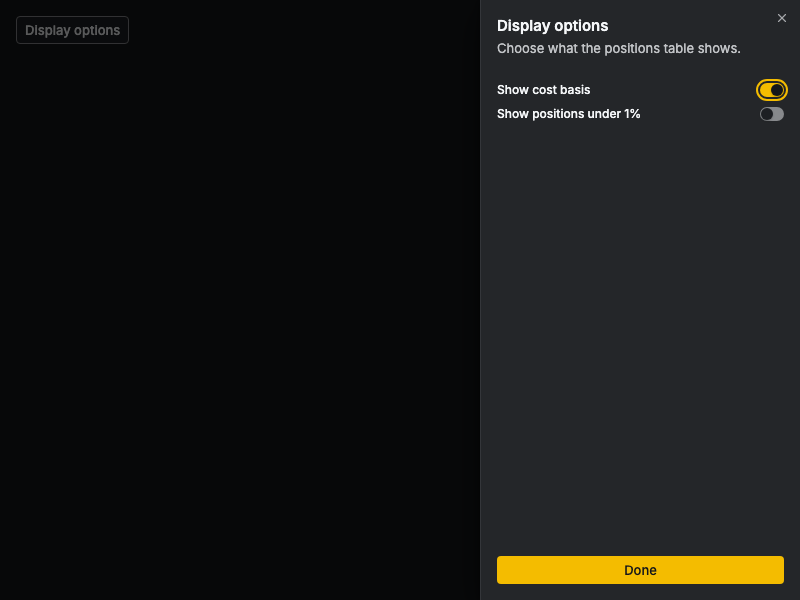 Display options
Display options
Choose what the positions table shows.
Show cost basis
Show positions under 1%
Done